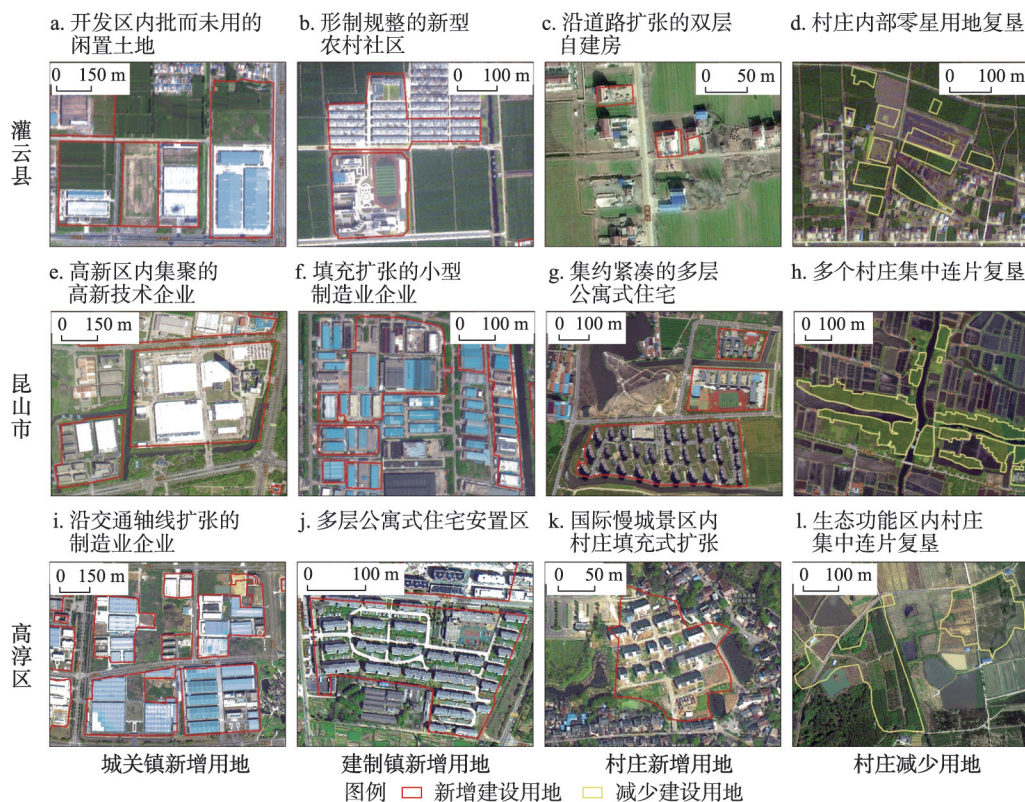 a. 开发区内批而未用的
闲置土地
b. 形制规整的新型
农村社区
c. 沿道路扩张的双层
自建房
d. 村庄内部零星用地复垦
0 150 m
0 100 m
0 50 m
0 100 m
灌云县
e. 高新区内集聚的
高新技术企业
f. 填充扩张的小型
制造业企业
g. 集约紧凑的多层
公寓式住宅
h. 多个村庄集中连片复垦
0 150 m
0 100 m
0 100 m
0 100 m
昆山市
i. 沿交通轴线扩张的
制造业企业
j. 多层公寓式住宅安置区
k. 国际慢城景区内
村庄填充式扩张
l. 生态功能区内村庄
集中连片复垦
0 150 m
0 100 m
0 50 m
0 100 m
高淳区
城关镇新增用地
建制镇新增用地
村庄新增用地
村庄减少用地
图例 新增建设用地 减少建设用地